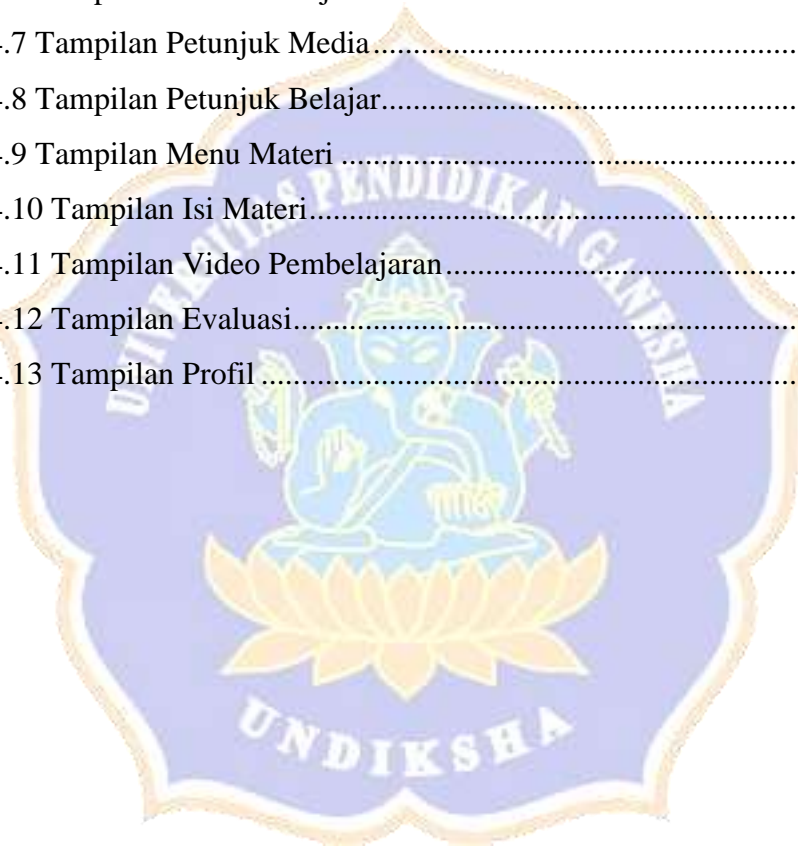 .7 Tampilan Petunjuk Media
.8 Tampilan Petunjuk Belajar
.9 Tampilan Menu Materi
.10 Tampilan Isi Materi
.11 Tampilan Video Pembelajaran
.12 Tampilan Evaluasi
.13 Tampilan Profil
UNIVERSITAS PENDIDIKAN GANESHA
UNDIKSHA